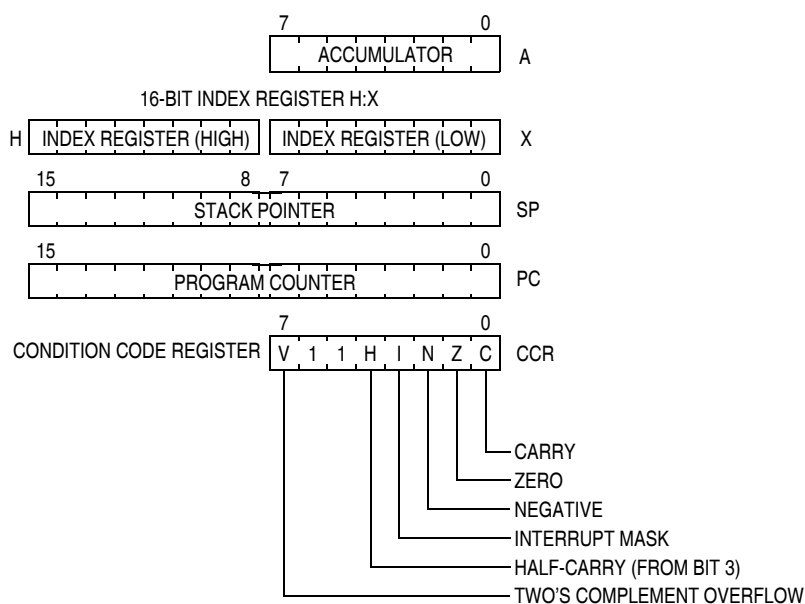 7 0
ACCUMULATOR A
16-BIT INDEX REGISTER H:X
H INDEX REGISTER (HIGH) INDEX REGISTER (LOW) X
15 8 7 0
STACK POINTER SP
15 0
PROGRAM COUNTER PC
7 0
CONDITION CODE REGISTER V 1 1 H I N Z C CCR
CARRY
ZERO
NEGATIVE
INTERRUPT MASK
HALF-CARRY (FROM BIT 3)
TWO'S COMPLEMENT OVERFLOW